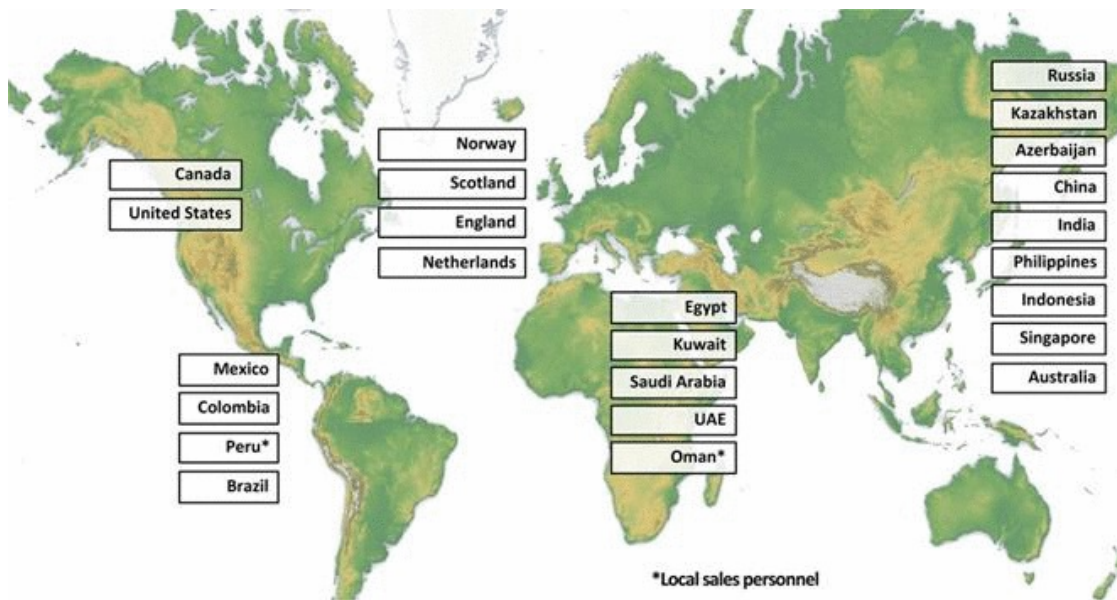 Canada
United States
Norway
Scotland
England
Netherlands
Mexico
Colombia
Peru*
Brazil
Egypt
Kuwait
Saudi Arabia
UAE
Oman*
Russia
Kazakhstan
Azerbaijan
China
India
Philippines
Indonesia
Singapore
Australia
*Local sales personnel